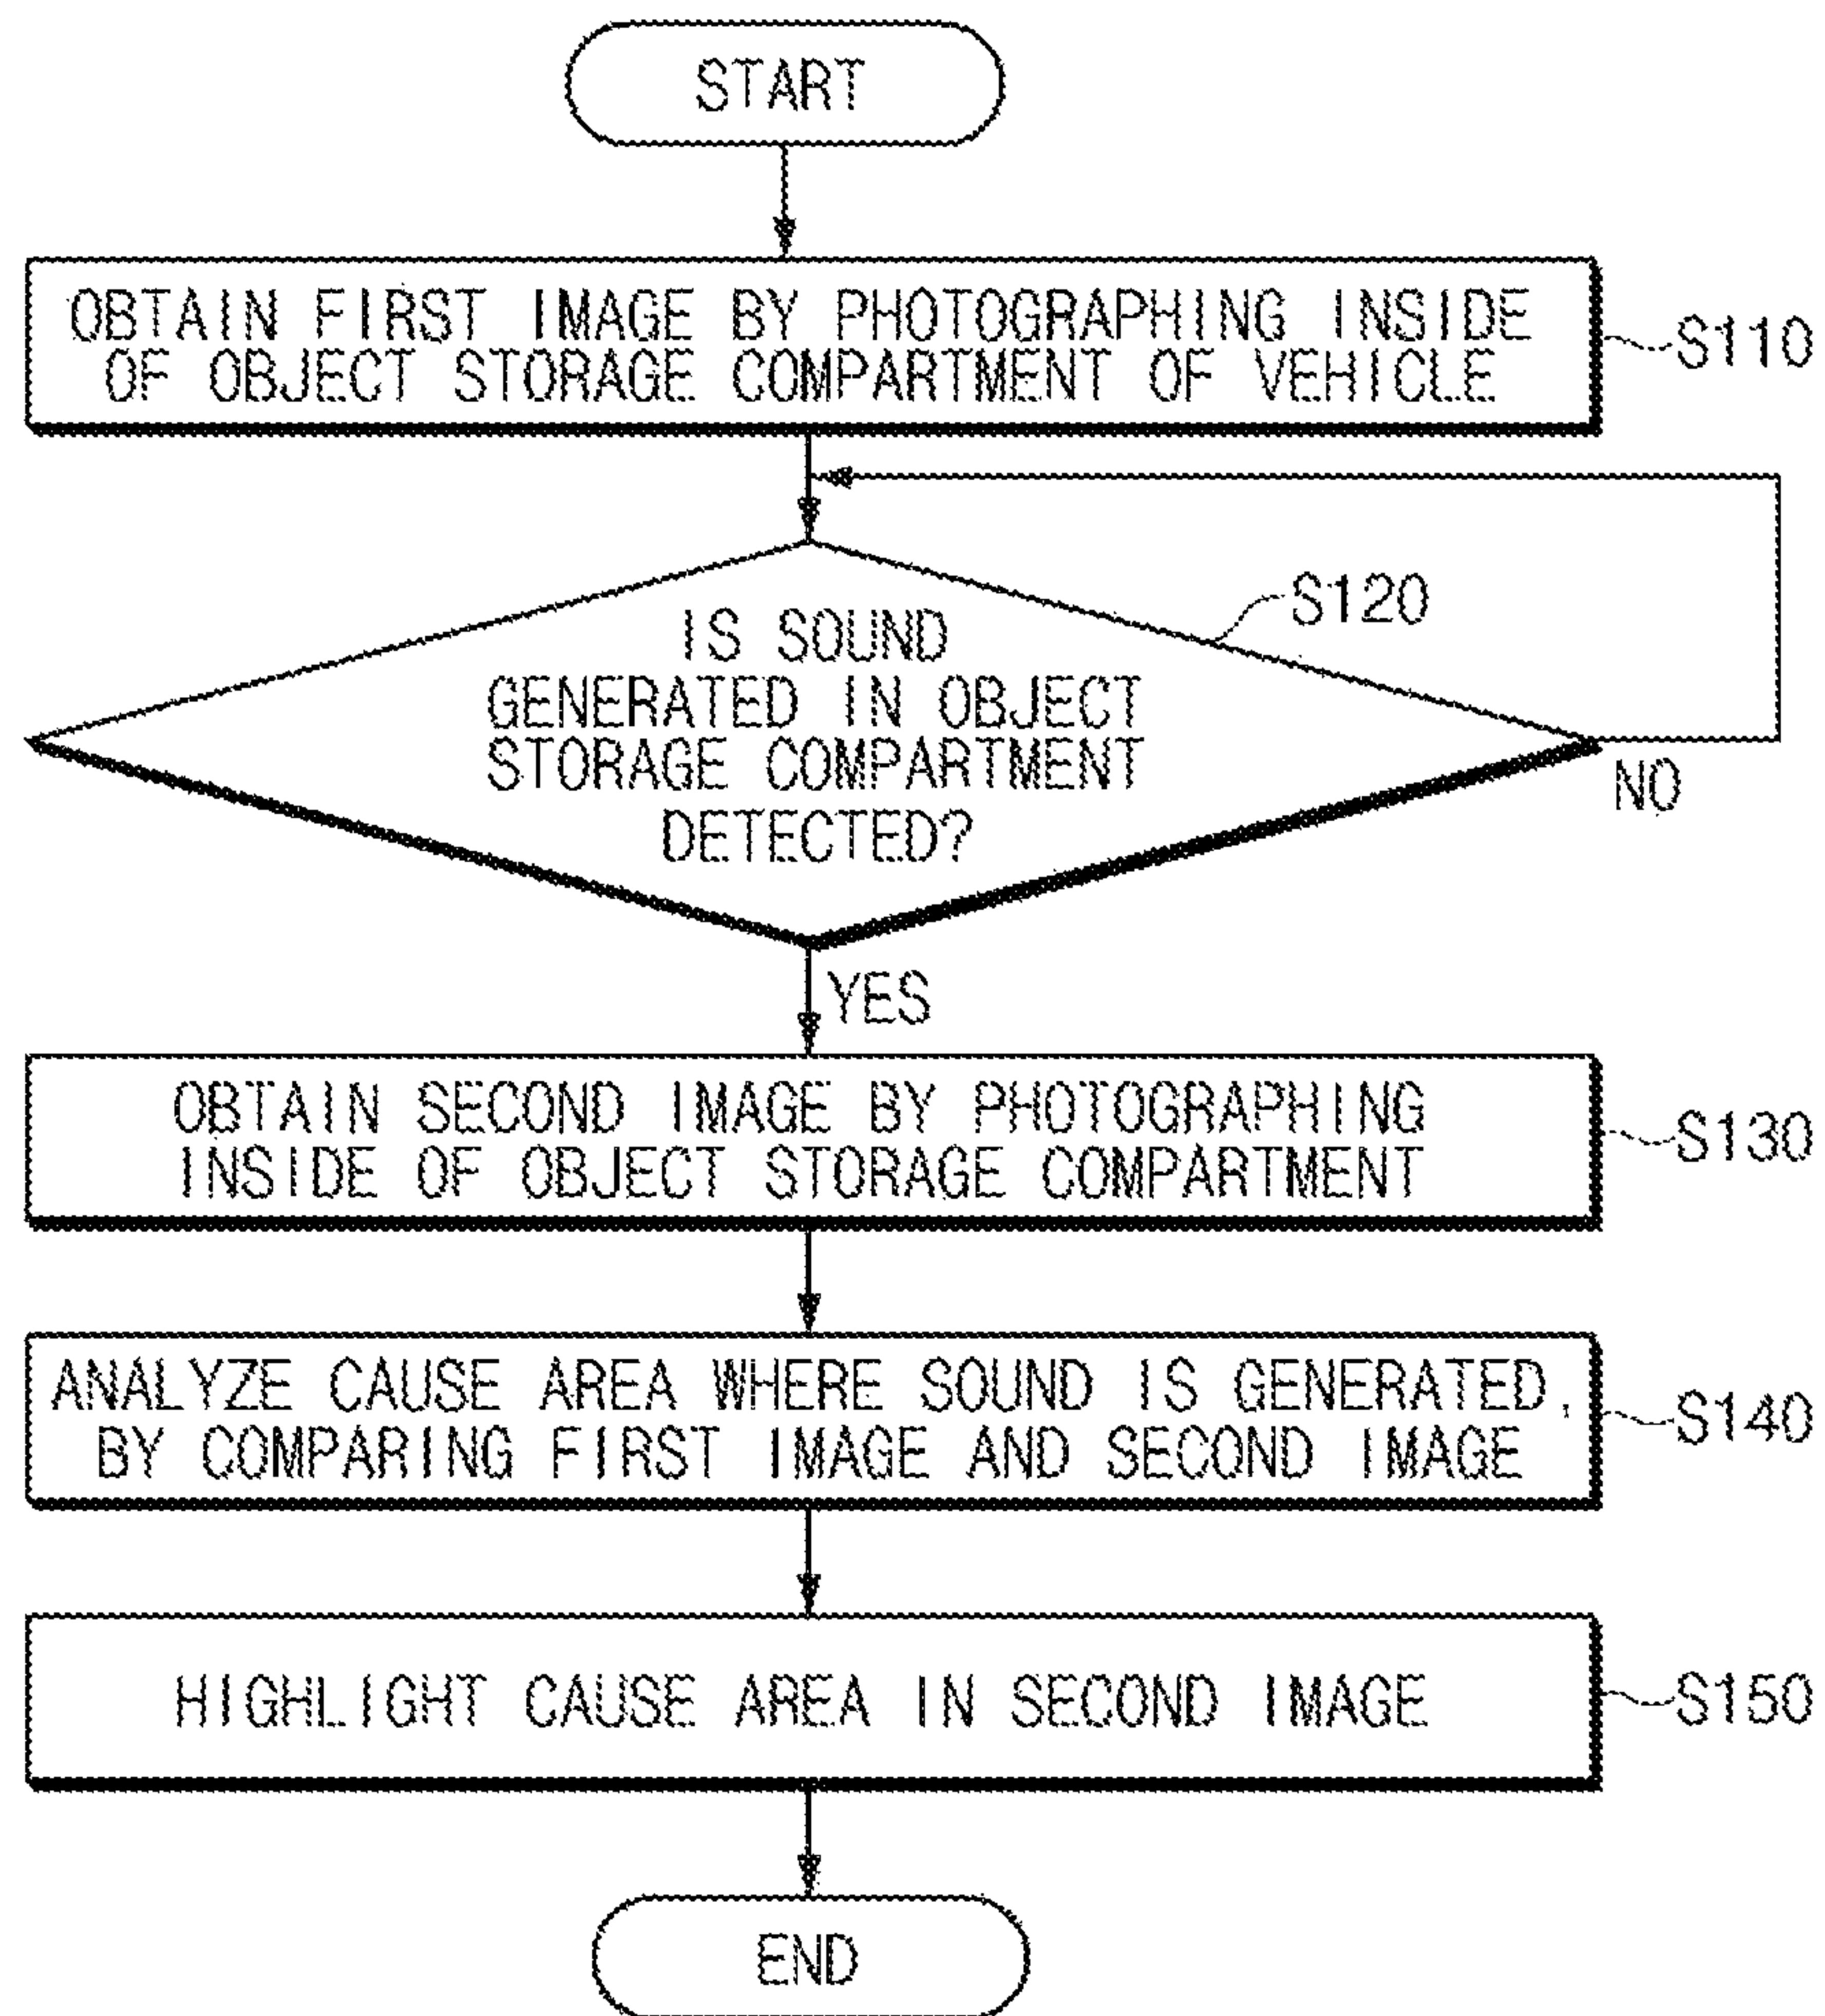 START
OBTAIN FIRST IMAGE BY PHOTOGRAPHING INSIDE
OF OBJECT STORAGE COMPARTMENT OF VEHICLE
S110
S120
IS SOUND
GENERATED IN OBJECT
STORAGE COMPARTMENT
DETECTED?
NO
YES
OBTAIN SECOND IMAGE BY PHOTOGRAPHING
INSIDE OF OBJECT STORAGE COMPARTMENT
S130
ANALYZE CAUSE AREA WHERE SOUND IS GENERATED,
BY COMPARING FIRST IMAGE AND SECOND IMAGE
S140
HIGHLIGHT CAUSE AREA IN SECOND IMAGE
S150
END